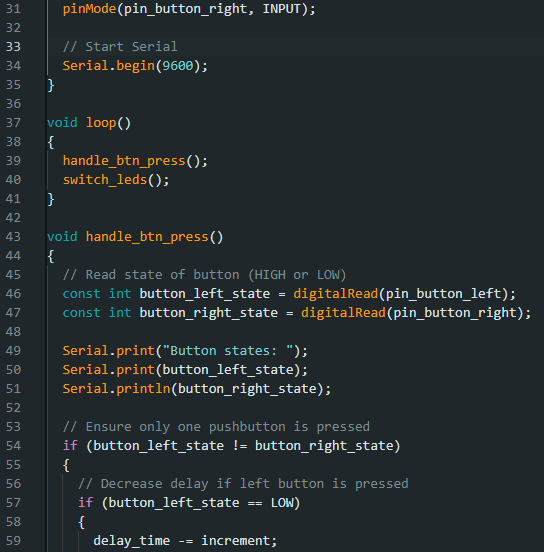 31 pinMode(pin_button_right, INPUT);
32
33 // Start Serial
34 Serial.begin(9600);
35 }
36
37 void loop()
38 {
39 handle_btn_press();
40 switch_leds();
41 }
42
43 void handle_btn_press()
44 {
45 // Read state of button (HIGH or LOW)
46 const int button_left_state = digitalRead(pin_button_left);
47 const int button_right_state = digitalRead(pin_button_right);
48
49 Serial.print("Button states: ");
50 Serial.print(button_left_state);
51 Serial.println(button_right_state);
52
53 // Ensure only one pushbutton is pressed
54 if (button_left_state != button_right_state)
55 {
56 // Decrease delay if left button is pressed
57 if (button_left_state == LOW)
58 {
59 delay_time -= increment;